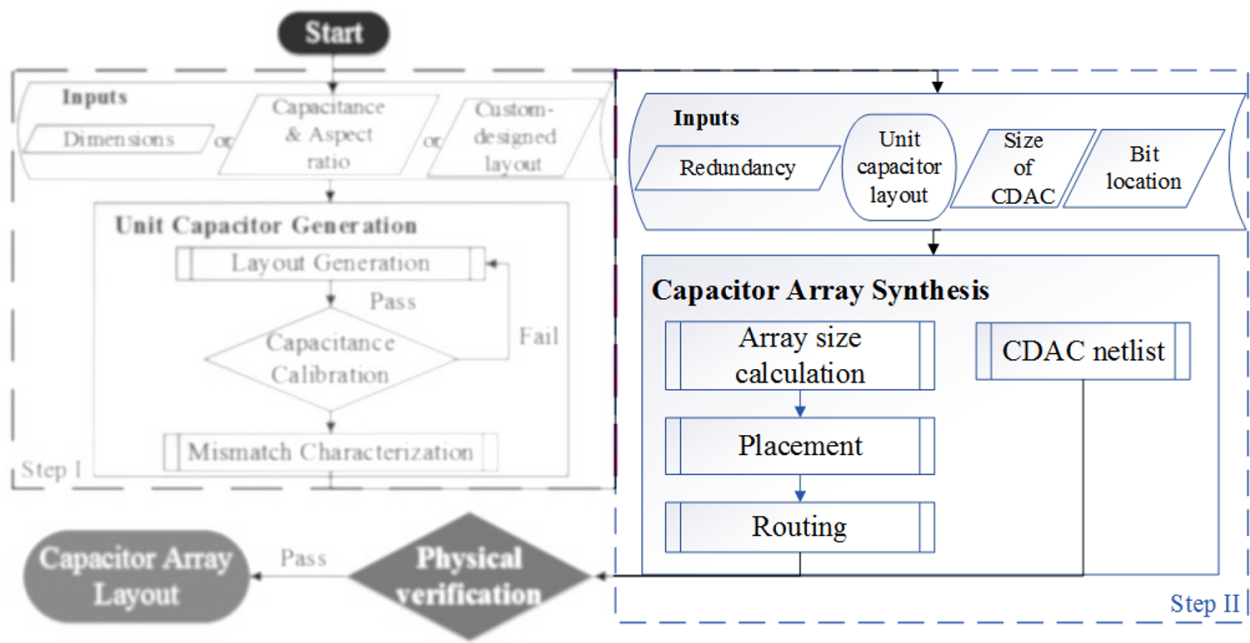 Start
Inputs
Dimensions
or
Capacitance
& Aspect
ratio
or
Custom-
designed
layout
Unit Capacitor Generation
Layout Generation
Pass
Fail
Capacitance
Calibration
Mismatch Characterization
Step I
Inputs
Redundancy
Unit
capacitor
layout
Size
of
CDAC
Bit
location
Capacitor Array Synthesis
Array size
calculation
CDAC netlist
Placement
Routing
Step II
Physical
verification
Pass
Capacitor Array
Layout